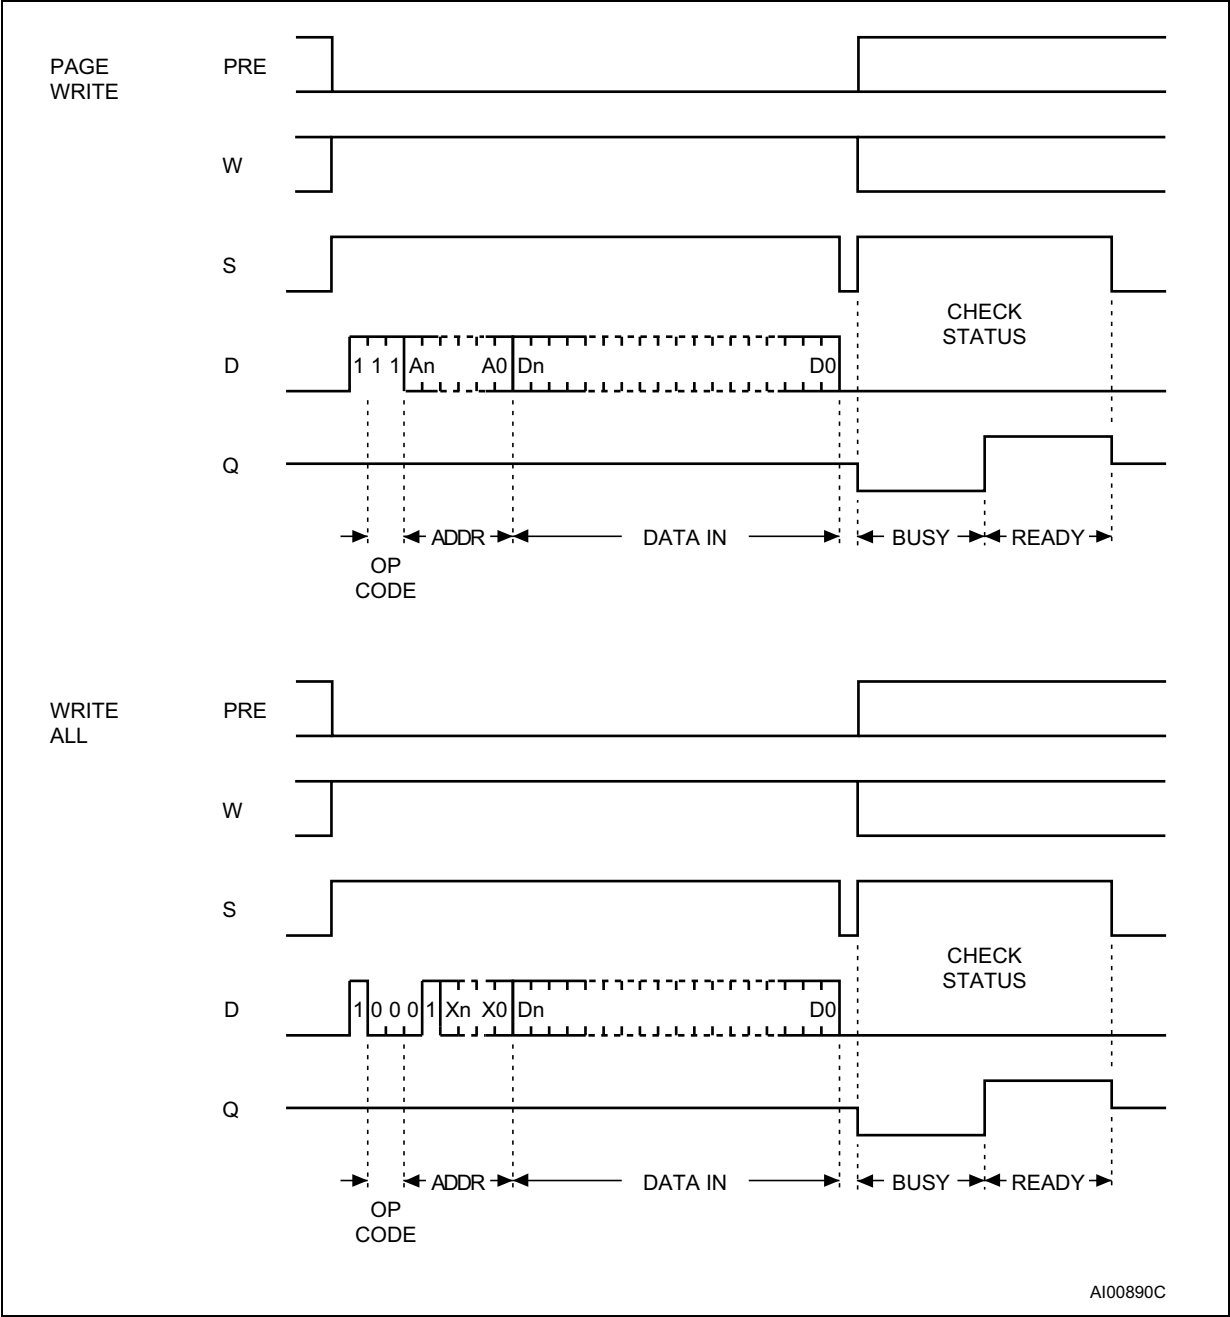 PAGE
WRITE
PRE
W
S
CHECK
STATUS
D
1 1 1 An A0 Dn D0
Q
ADDR DATA IN BUSY READY
OP
CODE
WRITE
ALL
PRE
W
S
CHECK
STATUS
D
1 0 0 0 1 Xn X0 Dn D0
Q
ADDR DATA IN BUSY READY
OP
CODE
AI00890C